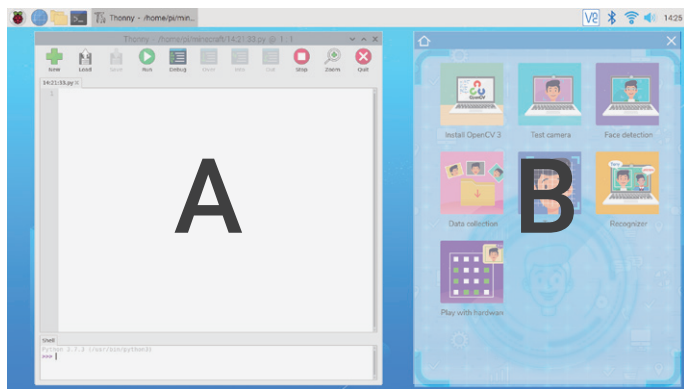 Thonny - /home/pi/min...
14:25
Thonny - /home/pi/minecraft/14:21:33.py @ 1 : 1
New Load Save Run Debug Over Into Out Stop Zoom Quit
14:21:33.py
1
A
Shell
Python 3.7.3 (/usr/bin/python3)
>>>
OpenCV
Install OpenCV 3 Test camera Face detection
B
Data collection
Recognizer
Play with hardware